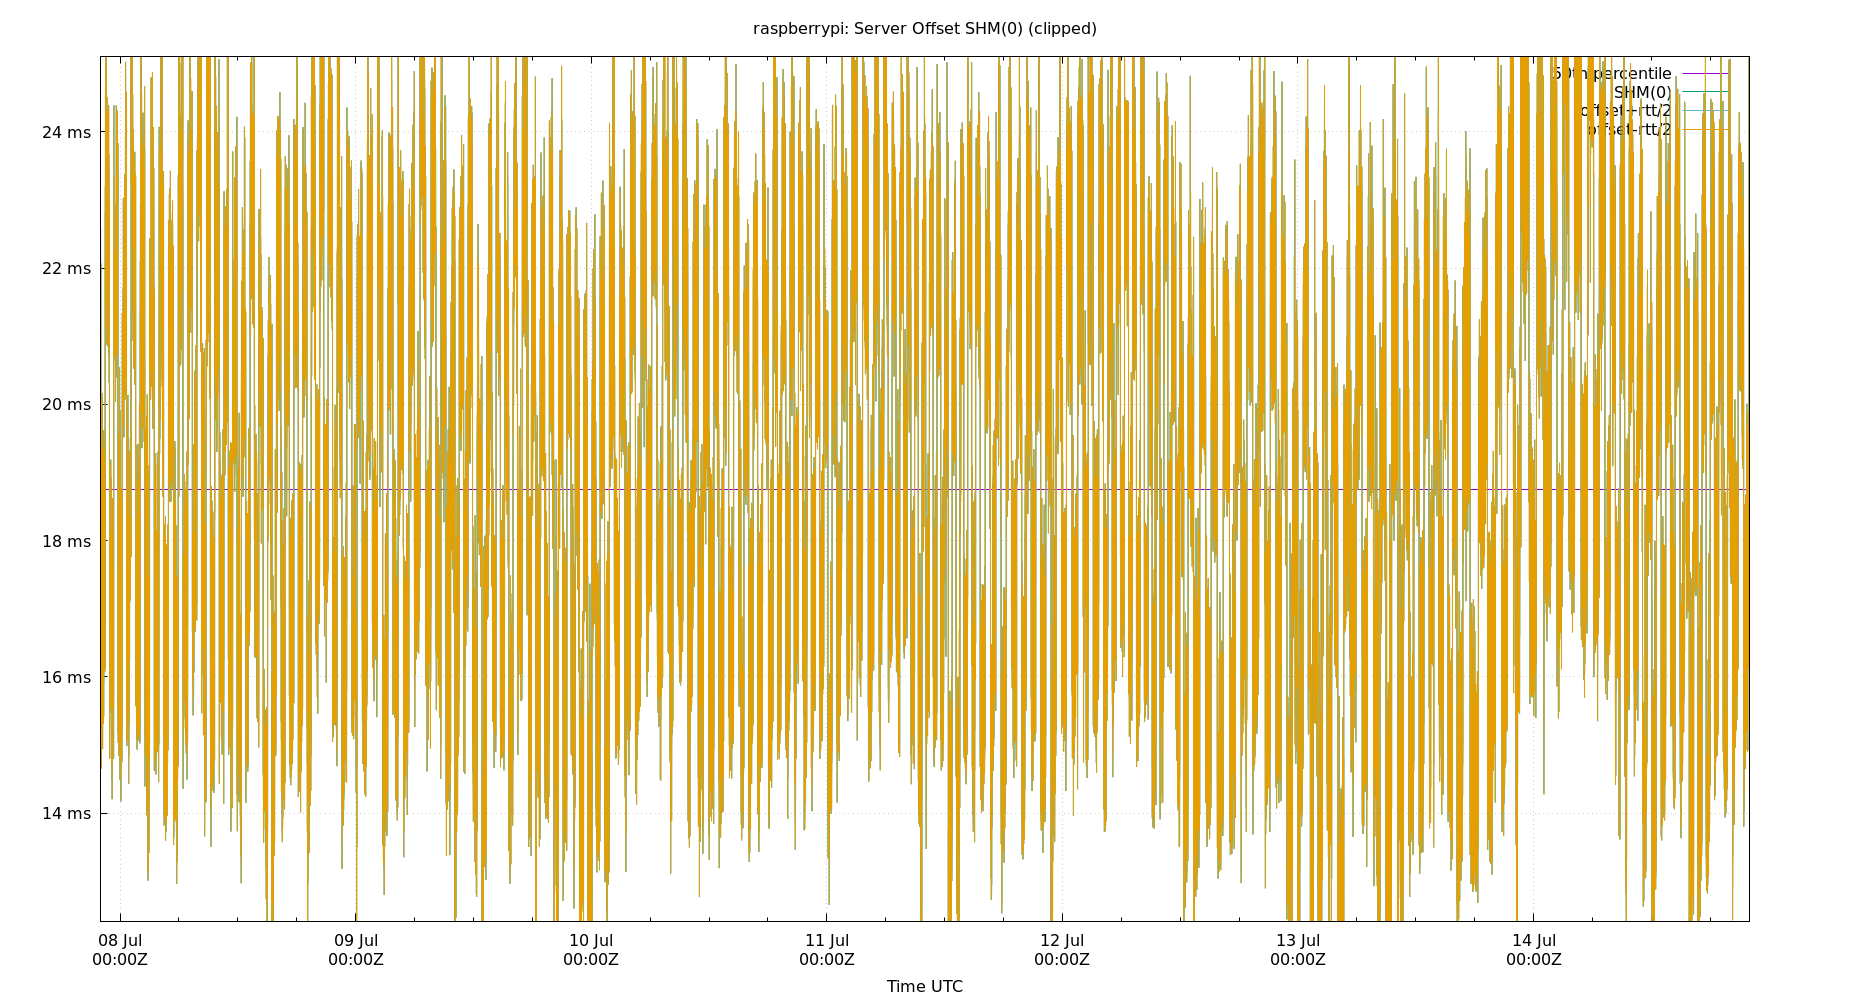 raspberrypi: Server Offset SHM(0) (clipped)
50th percentile
SHM(0)
offset+rtt/2
offset-rtt/2
24 ms
22 ms
20 ms
18 ms
16 ms
14 ms
08 Jul
00:00Z
09 Jul
00:00Z
10 Jul
00:00Z
11 Jul
00:00Z
12 Jul
00:00Z
13 Jul
00:00Z
14 Jul
00:00Z
Time UTC